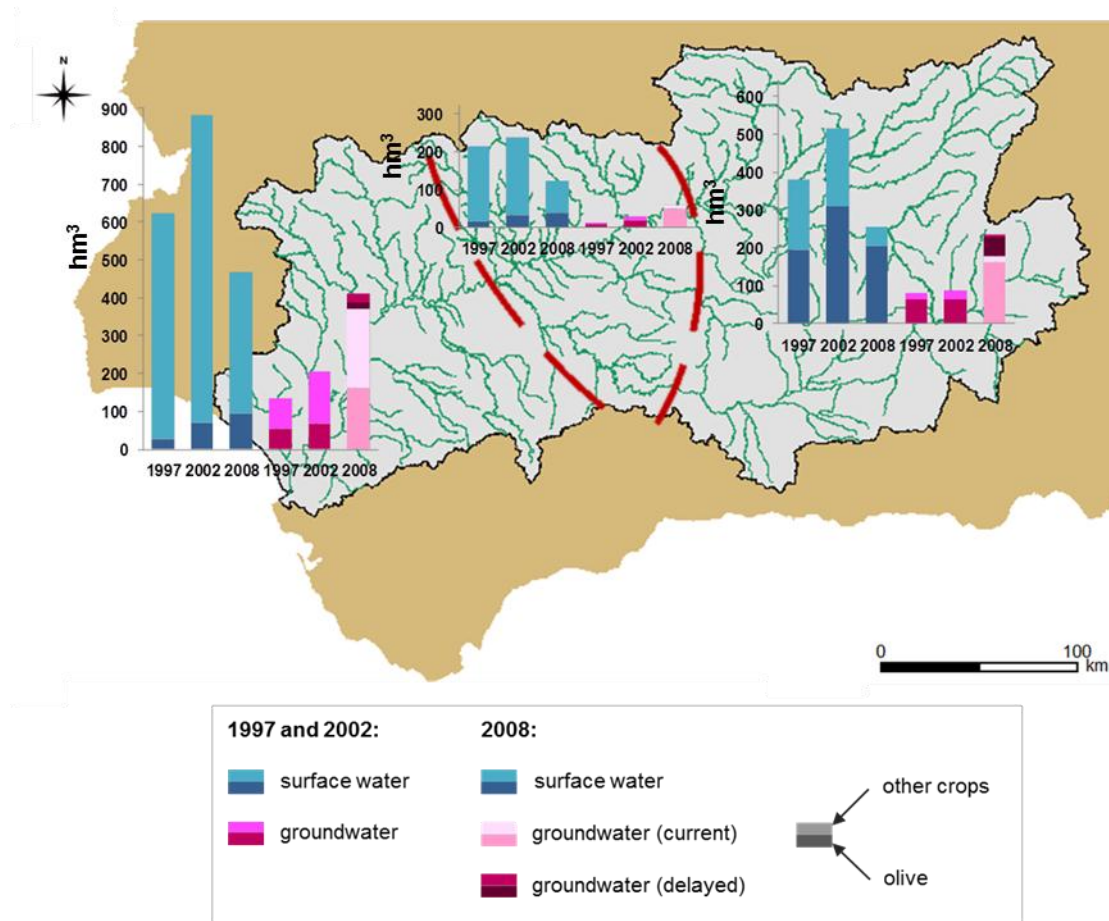 N
900
800
700
600
500
400
300
200
100
0
hm³
1997 2002 2008 1997 2002 2008
300
200
100
0
hm³
1997 2002 2008 1997 2002 2008
600
500
400
300
200
100
0
hm³
1997 2002 2008 1997 2002 2008
0 100
km
1997 and 2002: 2008:
surface water surface water
groundwater groundwater (current)
groundwater (delayed)
other crops
olive